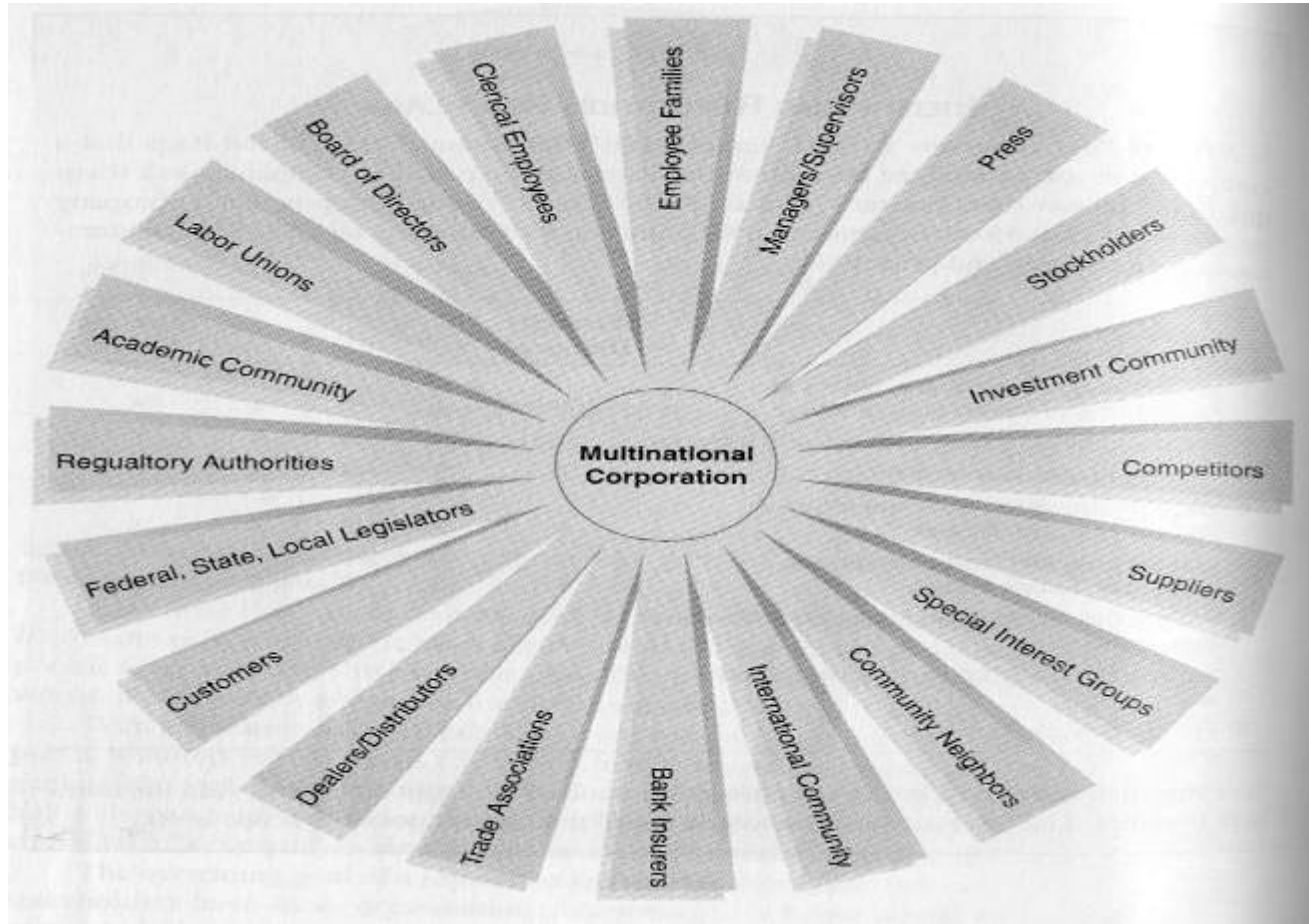 Employee Families
Managers/Supervisors
Press
Stockholders
Investment Community
Competitors
Suppliers
Special Interest Groups
Community Neighbors
International Community
Bank Insurers
Trade Associations
Dealers/Distributors
Customers
Federal, State, Local Legislators
Regualtory Authorities
Academic Community
Labor Unions
Board of Directors
Clerical Employees
Multinational
Corporation